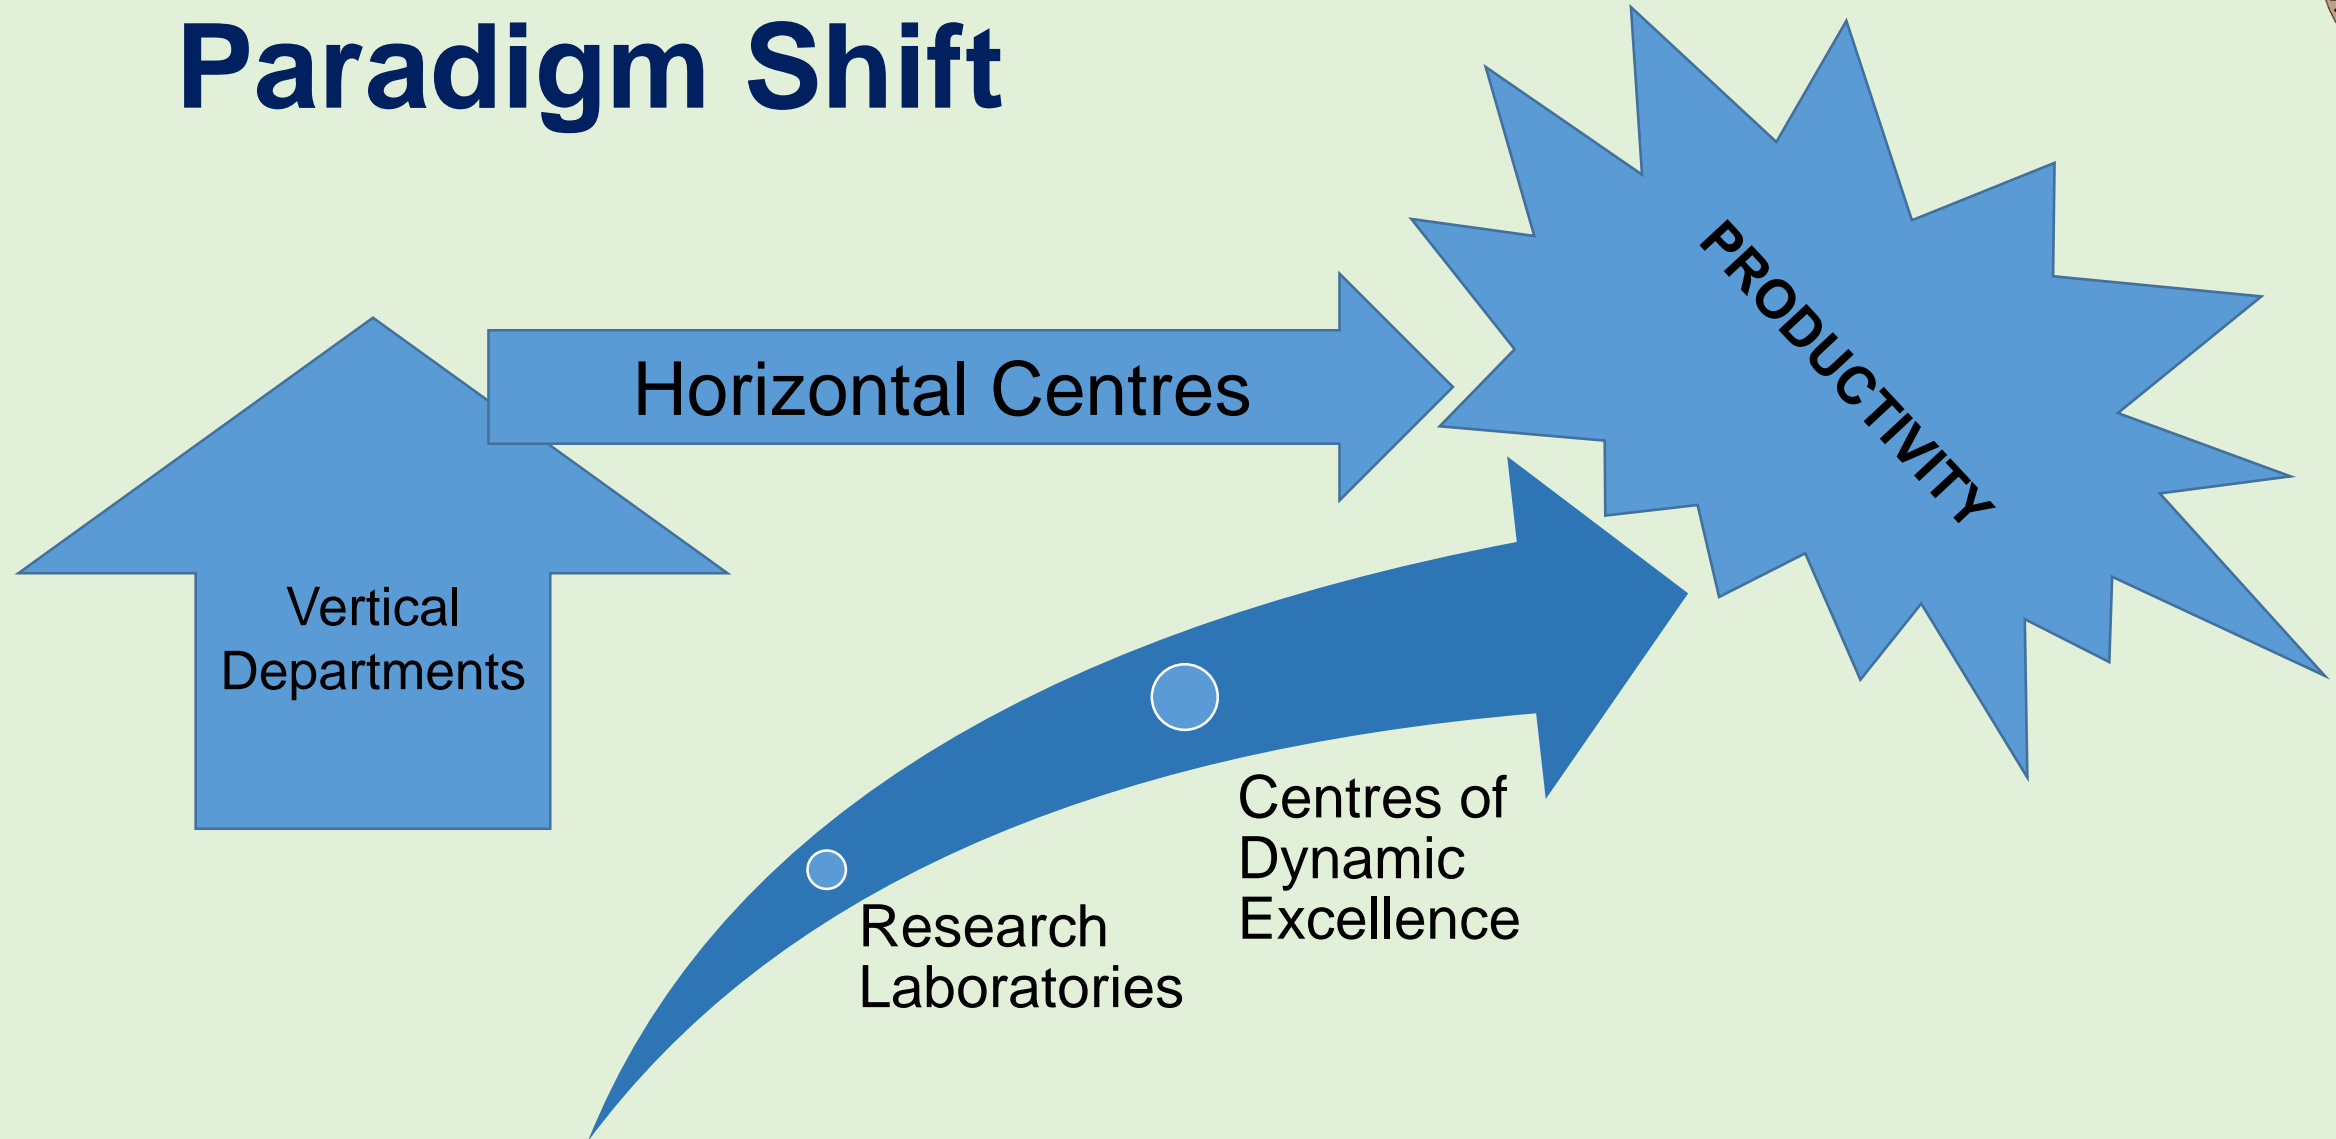 Paradigm Shift
PRODUCTIVITY
Horizontal Centres
Vertical
Departments
Centres of
Dynamic
Excellence
Research
Laboratories